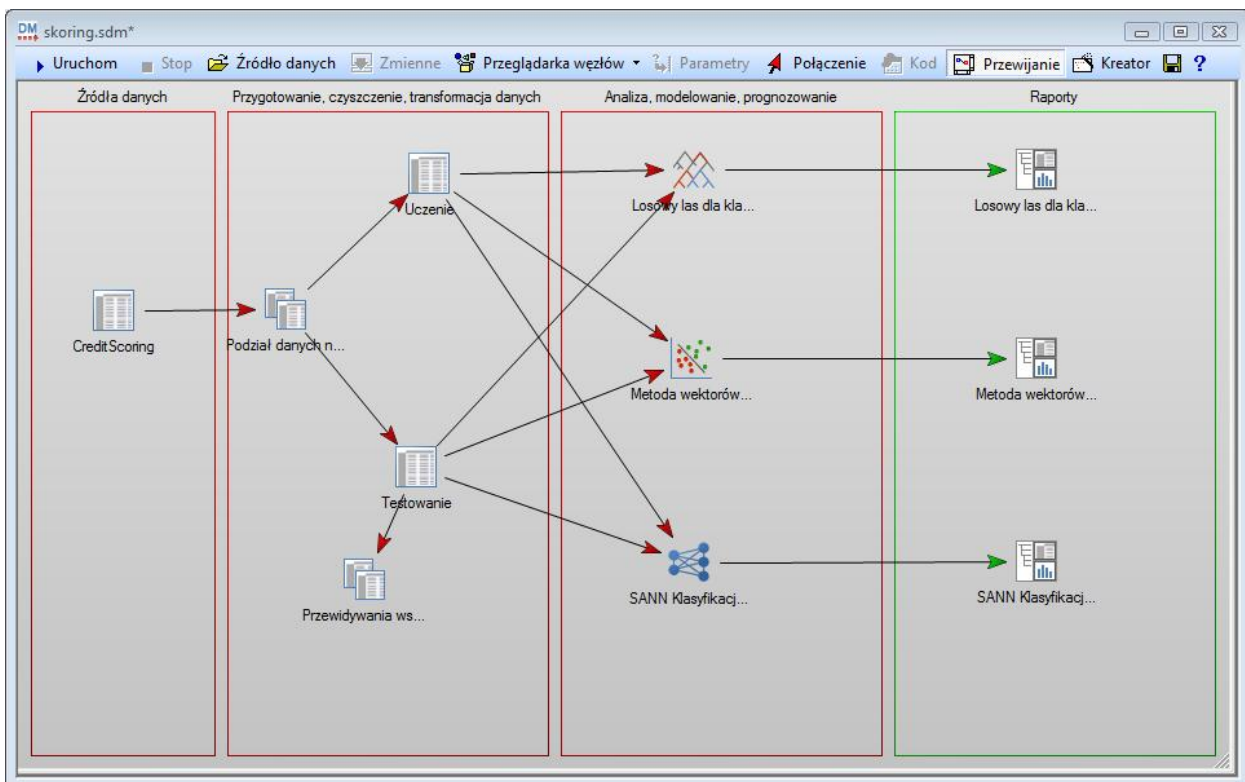 DM skoring.sdm*
Uruchom Stop Źródło danych Zmienne Przeglądarka węzłów Parametry Połączenie Kod Przewijanie Kreator ?
Źródła danych Przygotowanie, czyszczenie, transformacja danych Analiza, modelowanie, prognozowanie Raporty
Uczenie
Losowy las dla kla...
Losowy las dla kla...
CreditScoring
Podział danych n...
Metoda wektorów...
Metoda wektorów...
Testowanie
Przewidywania ws...
SANN Klasyfikacj...
SANN Klasyfikacj...